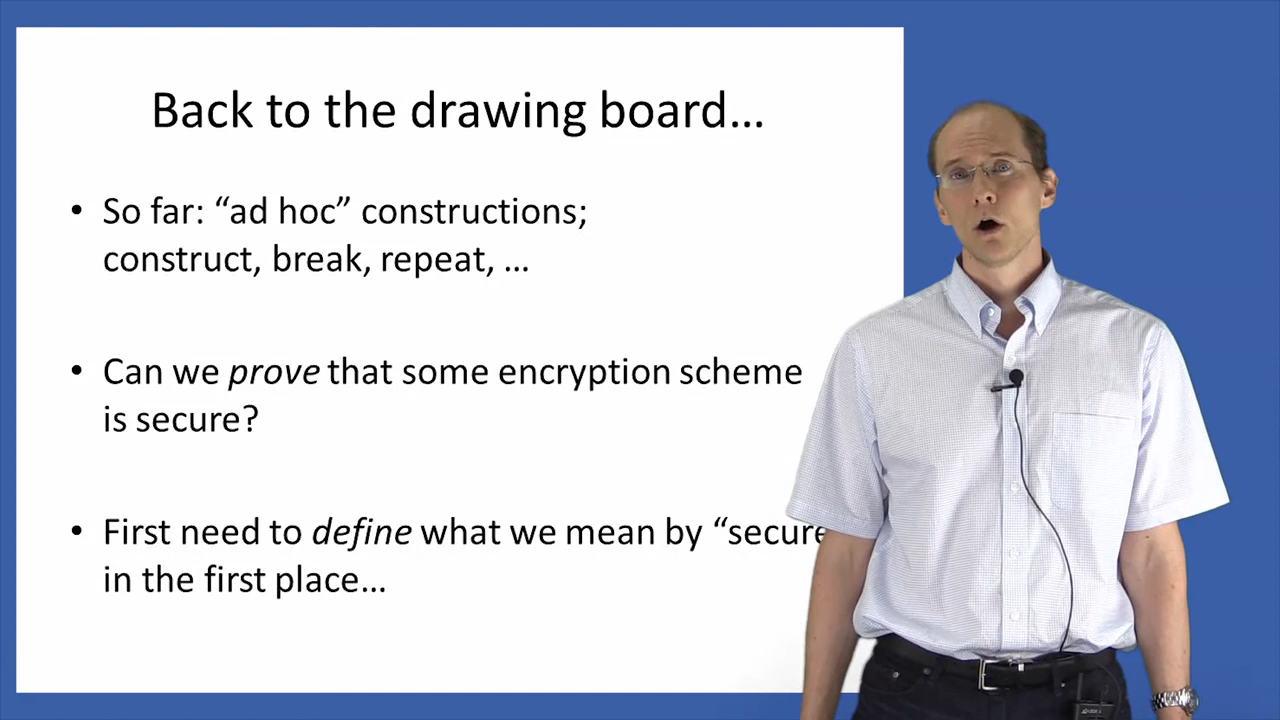 Back to the drawing board…
• So far: “ad hoc” constructions;
construct, break, repeat, …
• Can we prove that some encryption scheme
is secure?
• First need to define what we mean by “secure
in the first place…